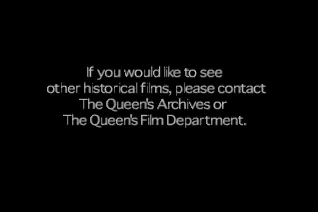 If you would like to see
other historical films, please contact
The Queen's Archives or
The Queen's Film Department.